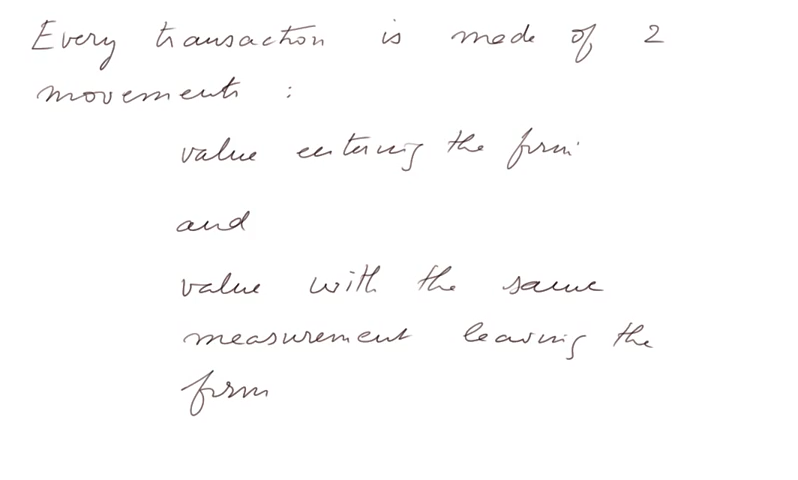 Every transaction is made of 2
movements :
value entering the firm
and
value with the same
measurement leaving the
firm